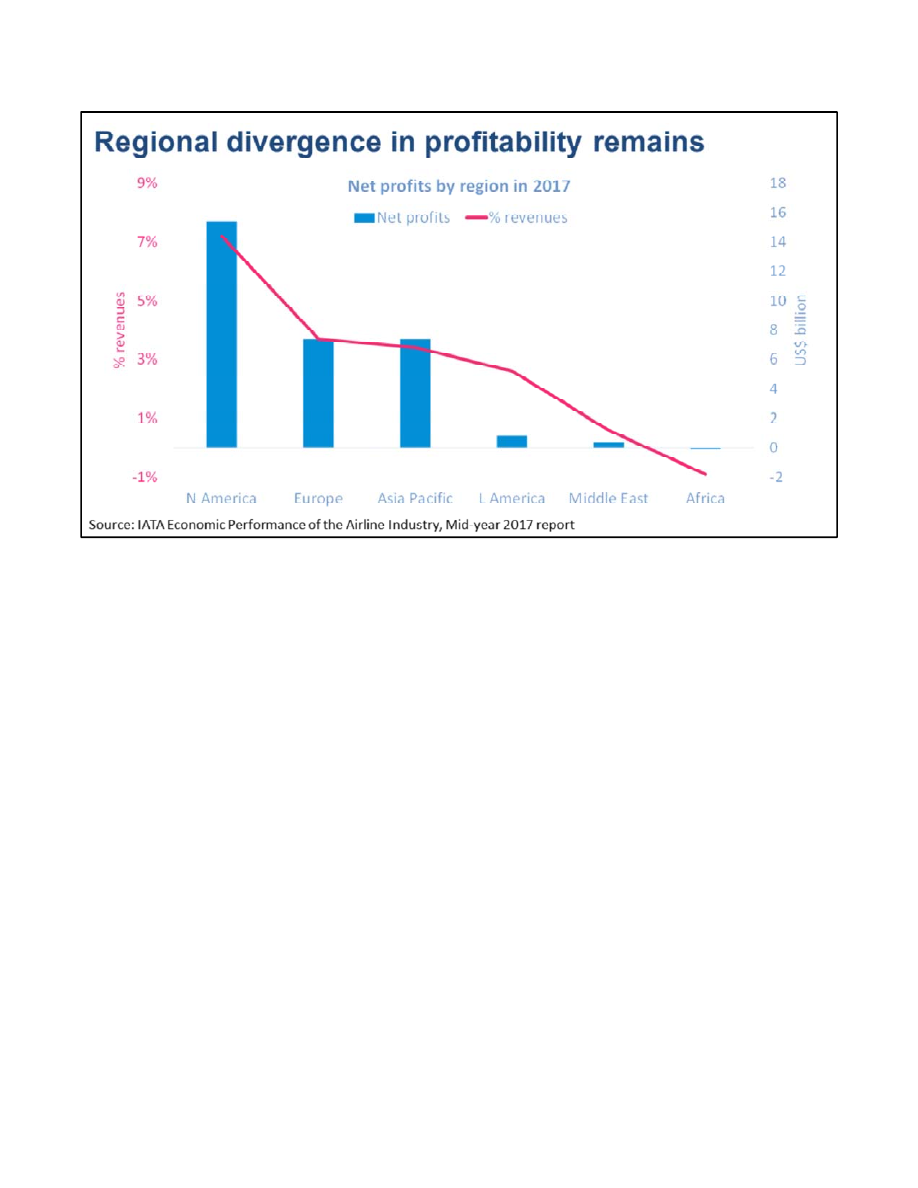 Regional divergence in profitability remains
Net profits by region in 2017
Net profits % revenues
9%
7%
5%
3%
1%
-1%
% revenues
18
16
14
12
10
8
6
4
2
0
-2
US$ billion
N America Europe Asia Pacific L America Middle East Africa
Source: IATA Economic Performance of the Airline Industry, Mid-year 2017 report